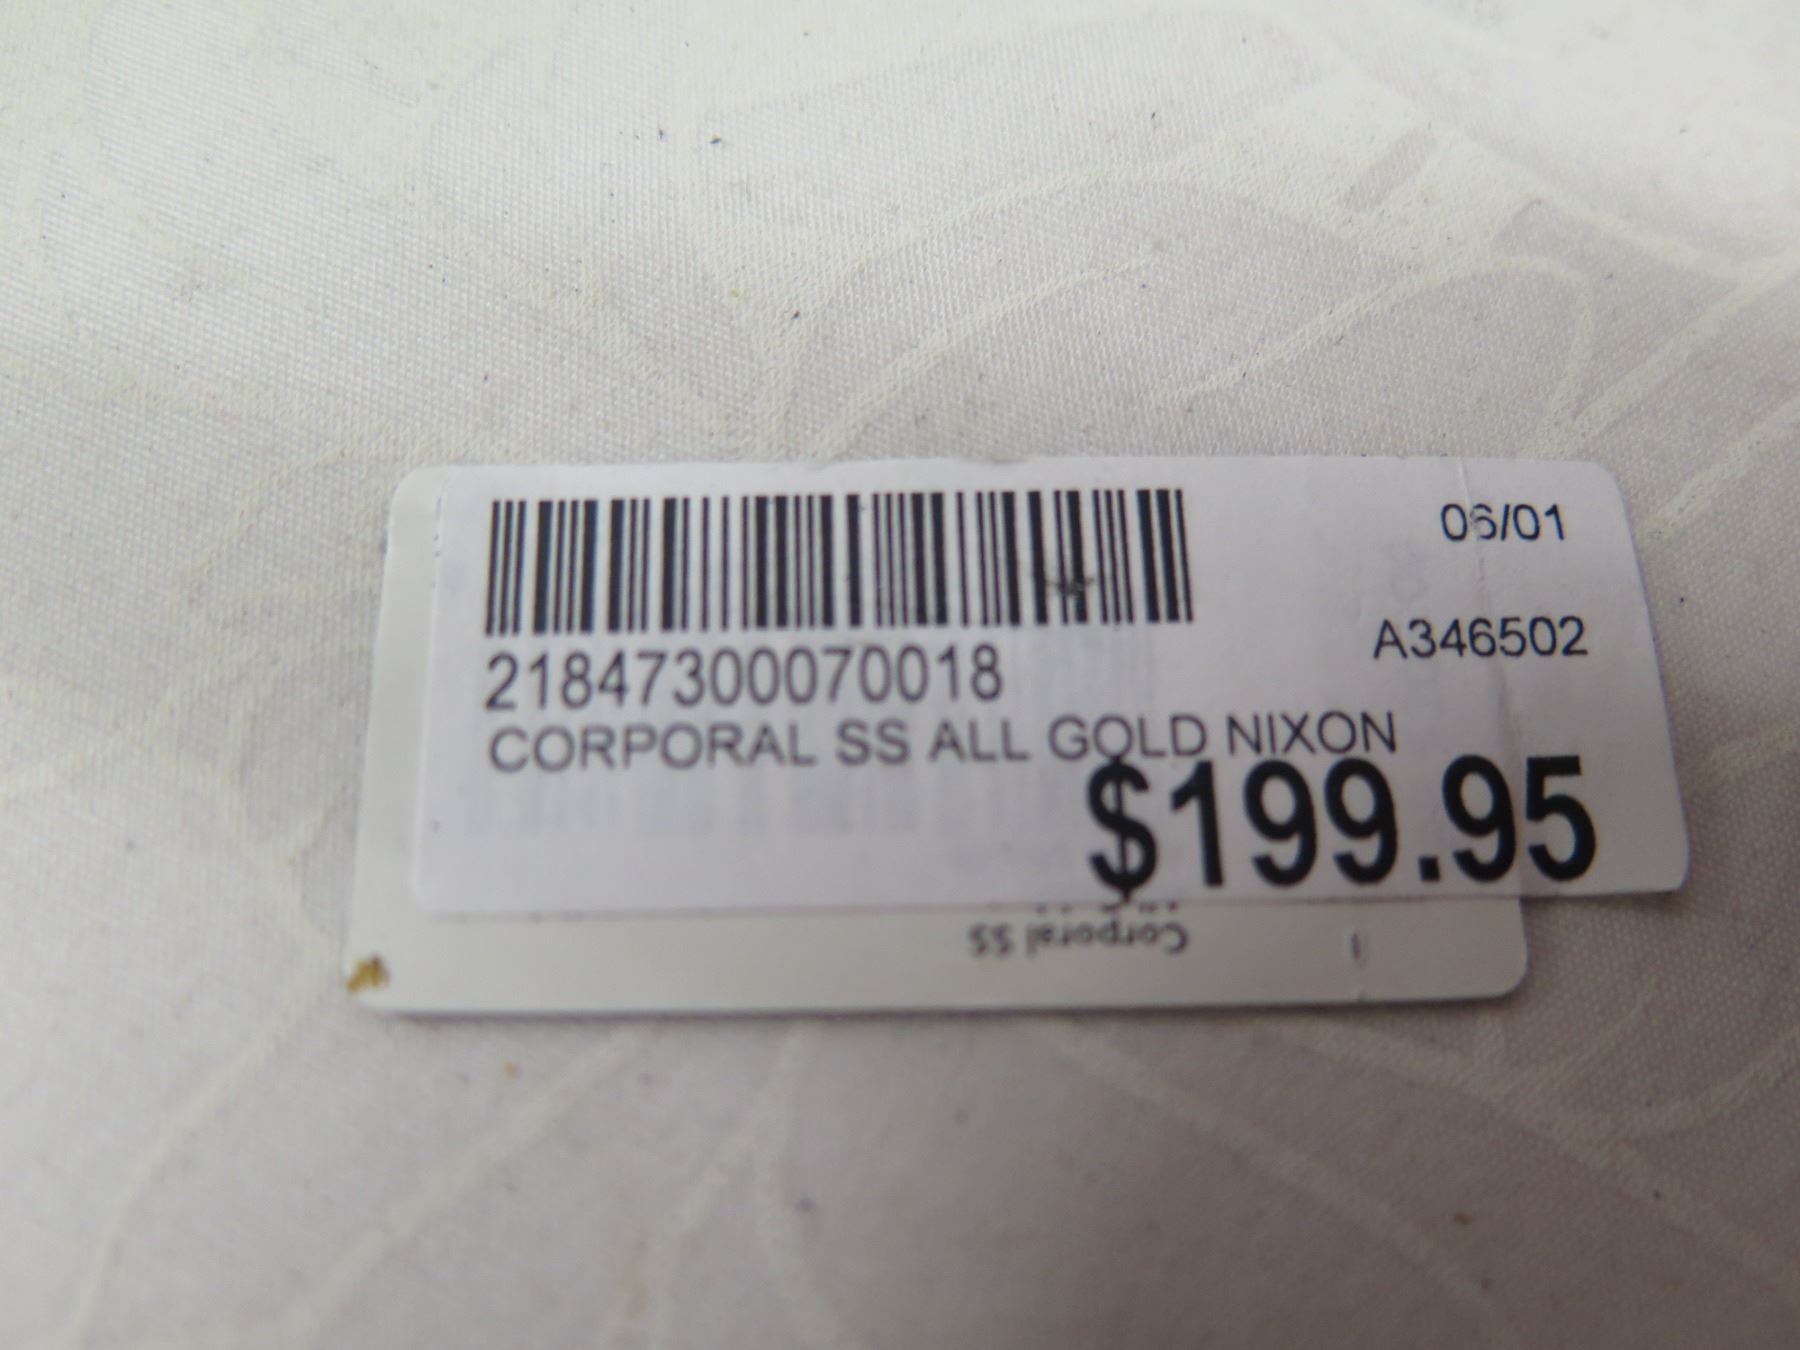 06/01
A346502
21847300070018
CORPORAL SS ALL GOLD NIXON
$199.95
Corporal SS